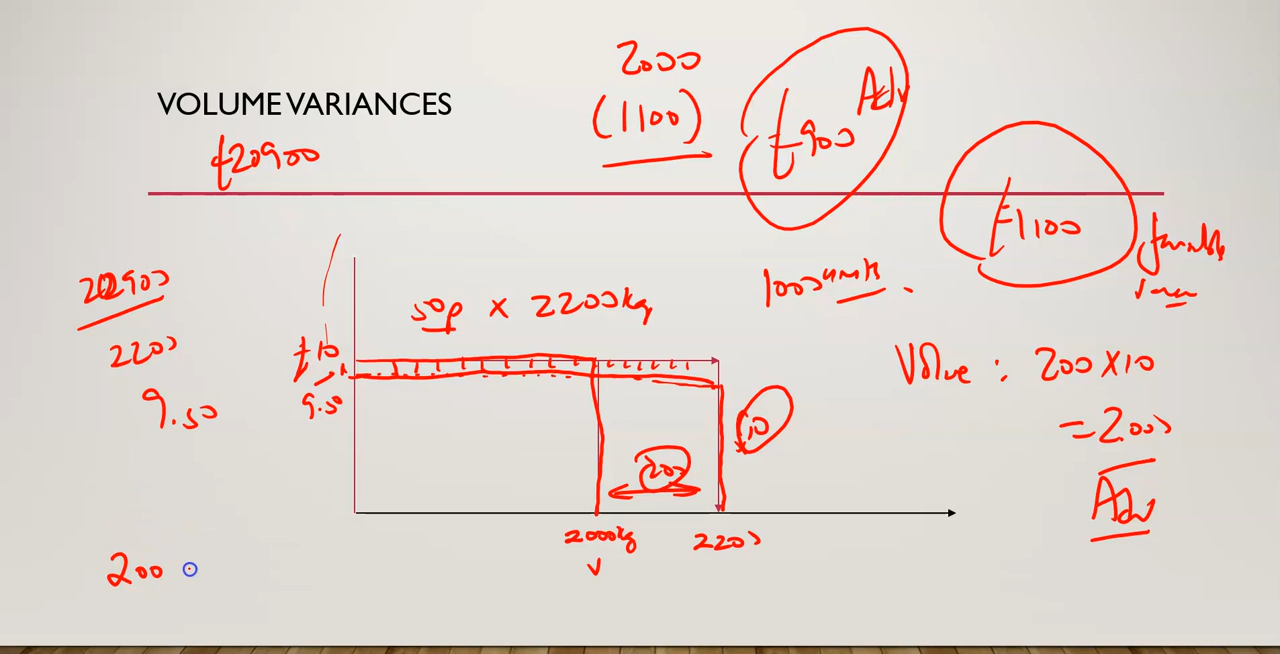 VOLUME VARIANCES
£20900
2000
(1100)
£900 Adv
£1100
20900
2200
9.50
50p × 2200kg
1000 units
£10
9.50
200
10
2000kg
2200
Volume : 200 × 10
= 2000
Adv
200